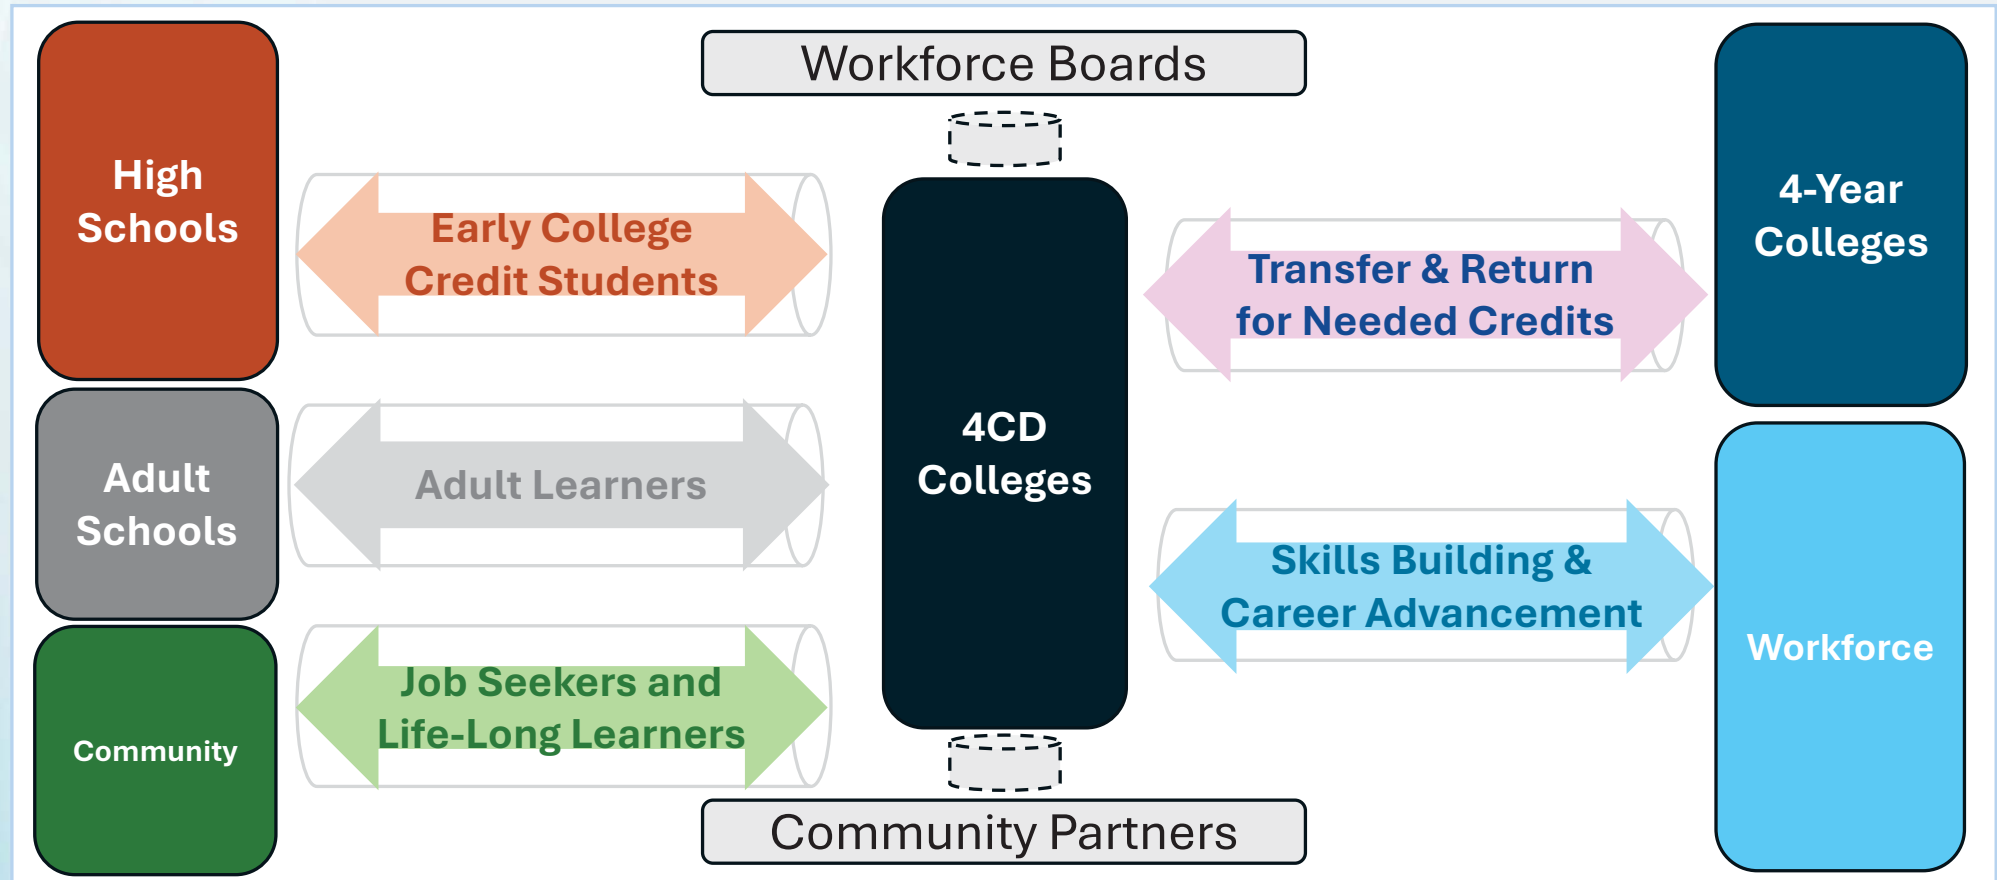 Workforce Boards
High
Schools
Early College
Credit Students
4-Year
Colleges
Transfer & Return
for Needed Credits
4CD
Colleges
Adult
Schools
Adult Learners
Skills Building &
Career Advancement
Workforce
Community
Job Seekers and
Life-Long Learners
Community Partners